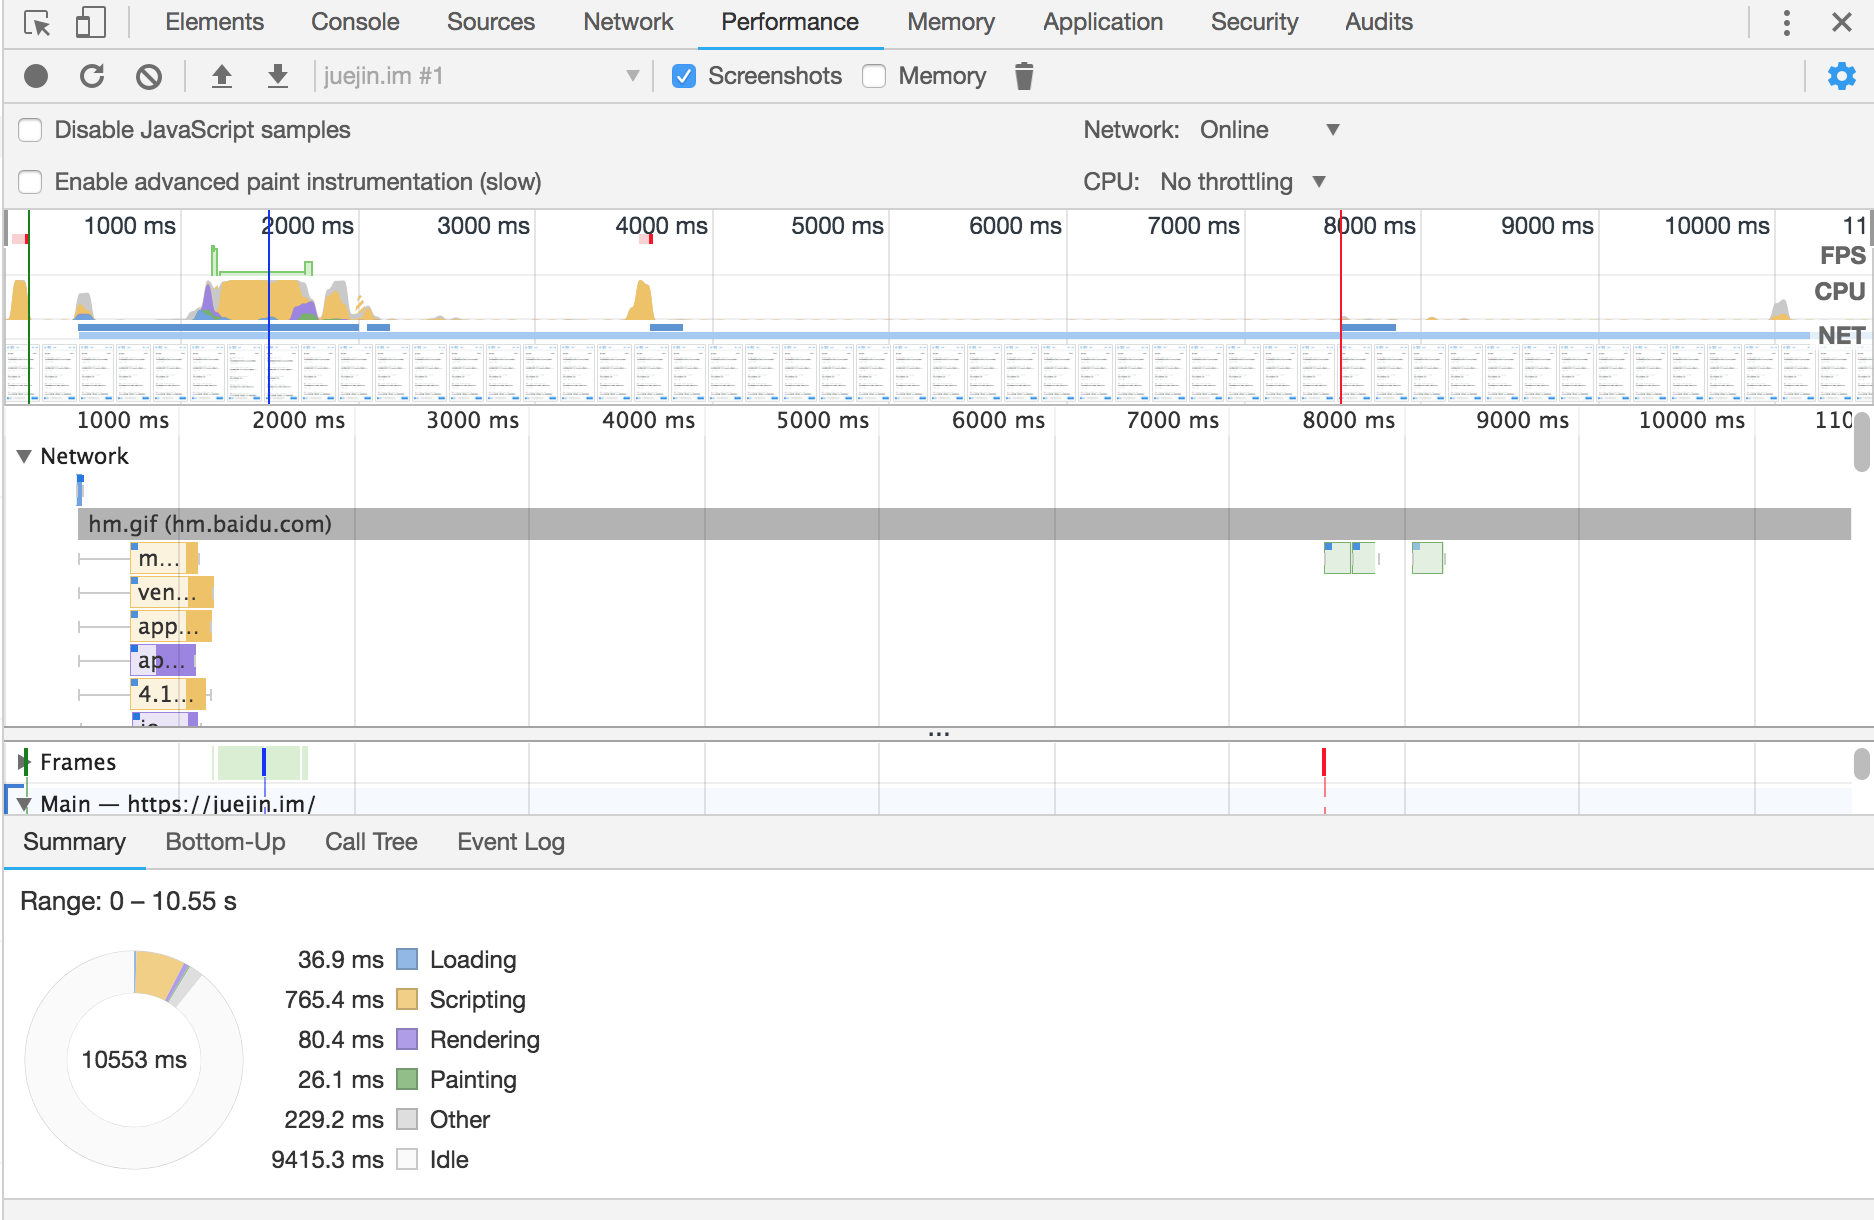 Elements Console Sources Network Performance Memory Application Security Audits
juejin.im #1 Screenshots Memory
Disable JavaScript samples Network: Online
Enable advanced paint instrumentation (slow) CPU: No throttling
1000 ms 2000 ms 3000 ms 4000 ms 5000 ms 6000 ms 7000 ms 8000 ms 9000 ms 10000 ms 11
FPS
CPU
NET
1000 ms 2000 ms 3000 ms 4000 ms 5000 ms 6000 ms 7000 ms 8000 ms 9000 ms 10000 ms 110
Network
hm.gif (hm.baidu.com)
m...
ven...
app...
ap...
4.1...
...
Frames
Main — https://juejin.im/
Summary Bottom-Up Call Tree Event Log
Range: 0 – 10.55 s
36.9 ms Loading
765.4 ms Scripting
80.4 ms Rendering
10553 ms
26.1 ms Painting
229.2 ms Other
9415.3 ms Idle